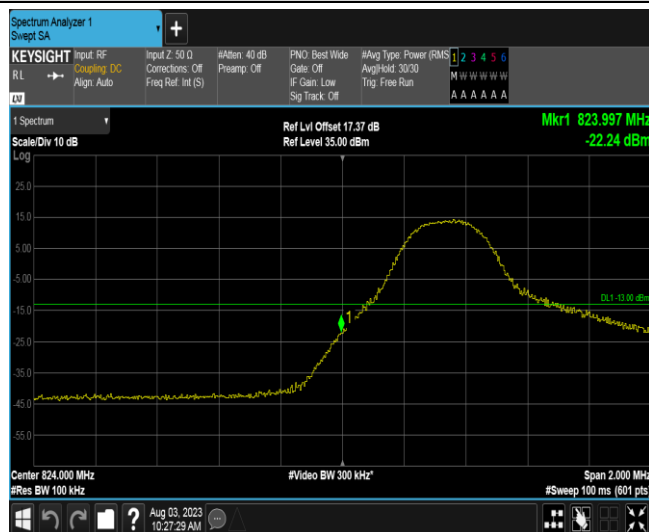 Spectrum Analyzer 1
Swept SA
+
KEYSIGHT
RL
LXI
Input: RF
Coupling: DC
Align: Auto
Input Z: 50 Ω
Corrections: Off
Freq Ref: Int (S)
#Atten: 40 dB
Preamp: Off
PNO: Best Wide
Gate: Off
IF Gain: Low
Sig Track: Off
#Avg Type: Power (RMS
Avg|Hold: 30/30
Trig: Free Run
1 2 3 4 5 6
M W W W W W
A A A A A A
1 Spectrum
Scale/Div 10 dB
Log
Ref Lvl Offset 17.37 dB
Ref Level 35.00 dBm
Mkr1 823.997 MHz
-22.24 dBm
25.0
15.0
5.00
-5.00
DL1 -13.00 dBm
-15.0
1
-25.0
-35.0
-45.0
-55.0
Center 824.000 MHz
#Res BW 100 kHz
#Video BW 300 kHz*
Span 2.000 MHz
#Sweep 100 ms (601 pts)
?
Aug 03, 2023
10:27:29 AM